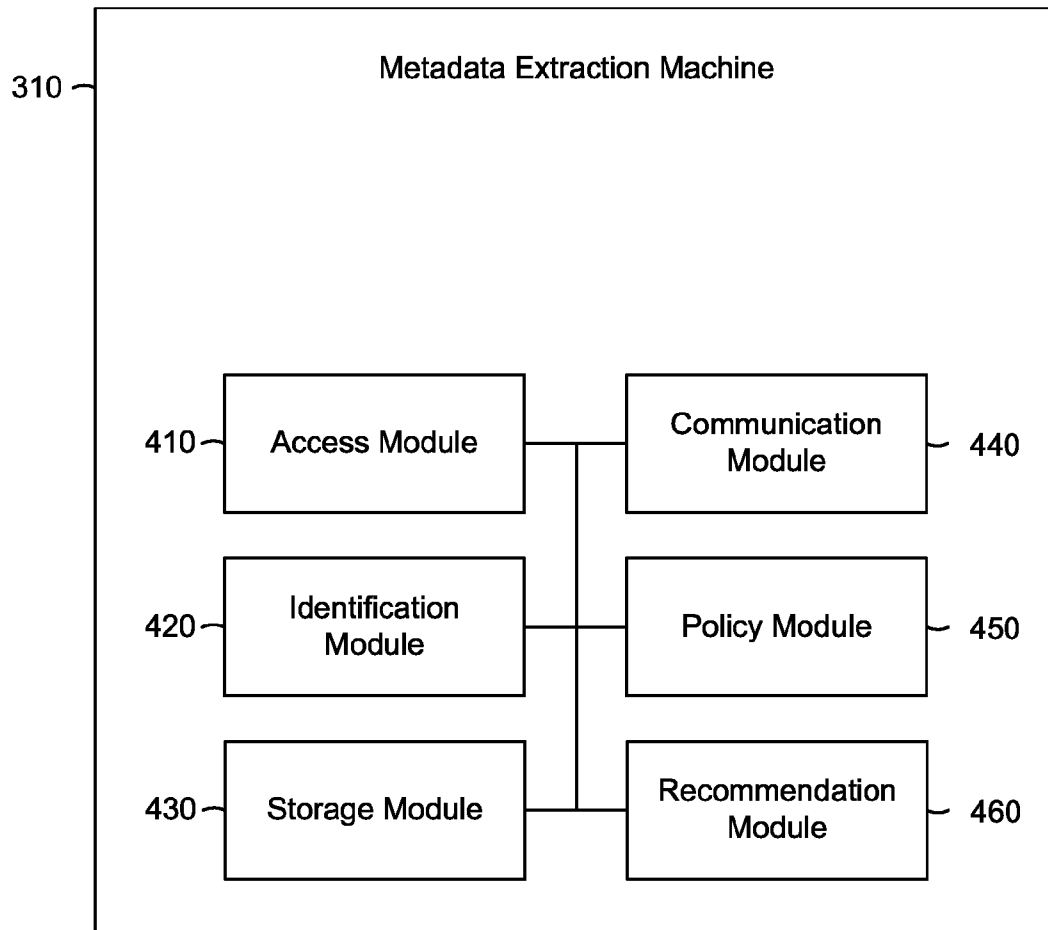 Metadata Extraction Machine
310
410
Access Module
Communication
Module
440
420
Identification
Module
Policy Module
450
430
Storage Module
Recommendation
Module
460